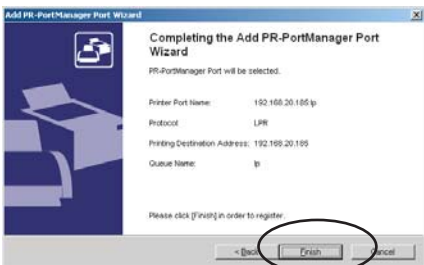 Add PR-PortManager Port Wizard
Completing the Add PR-PortManager Port
Wizard
PR-PortManager Port will be selected.
Printer Port Name: 192.168.20.185:lp
Protocol: LPR
Printing Destination Address: 192.168.20.185
Queue Name: lp
Please click [Finish] in order to register.
< Back Finish Cancel